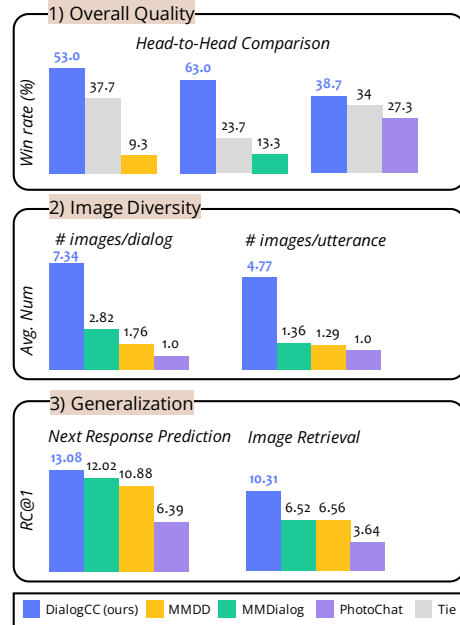 1) Overall Quality
Head-to-Head Comparison
Win rate (%)
53.0
37.7
9.3
63.0
23.7
13.3
38.7
34
27.3
2) Image Diversity
# images/dialog
# images/utterance
Avg. Num
7.34
2.82
1.76
1.0
4.77
1.36
1.29
1.0
3) Generalization
Next Response Prediction
Image Retrieval
RC@1
13.08
12.02
10.88
6.39
10.31
6.52
6.56
3.64
DialogCC (ours) MMDD MMDialog PhotoChat Tie